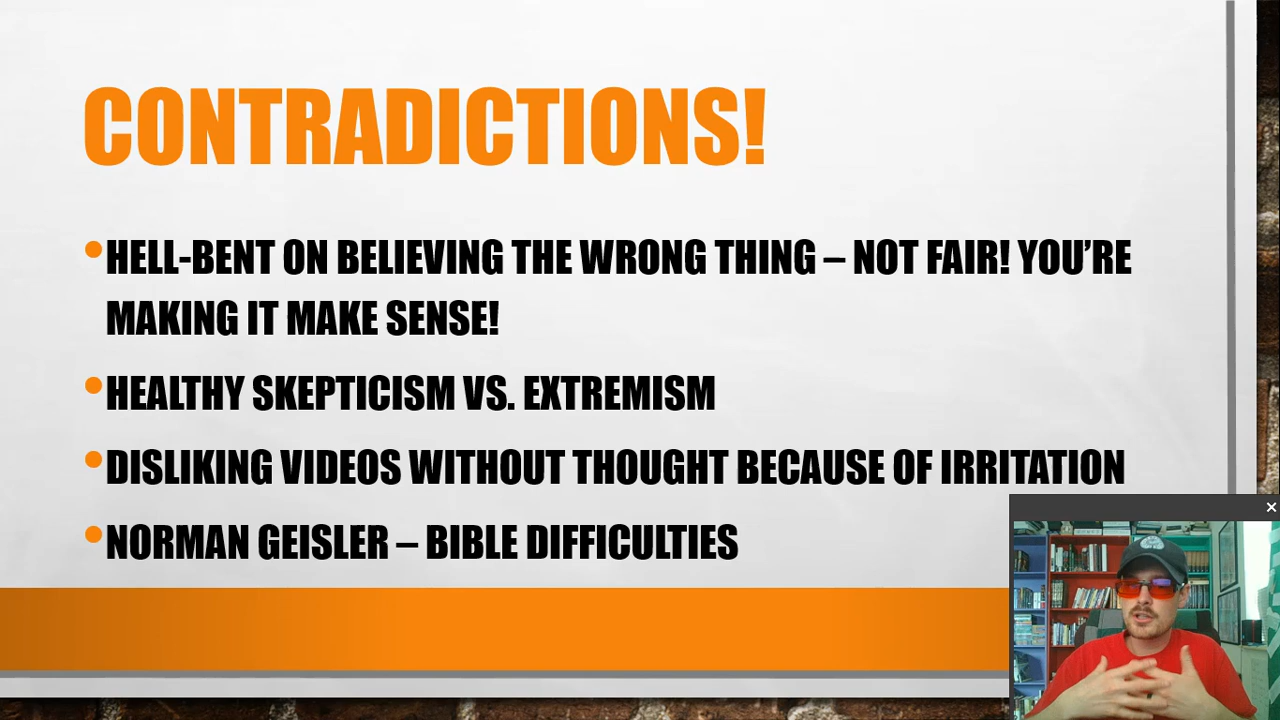 CONTRADICTIONS!
•HELL-BENT ON BELIEVING THE WRONG THING – NOT FAIR! YOU’RE
MAKING IT MAKE SENSE!
•HEALTHY SKEPTICISM VS. EXTREMISM
•DISLIKING VIDEOS WITHOUT THOUGHT BECAUSE OF IRRITATION
•NORMAN GEISLER – BIBLE DIFFICULTIES